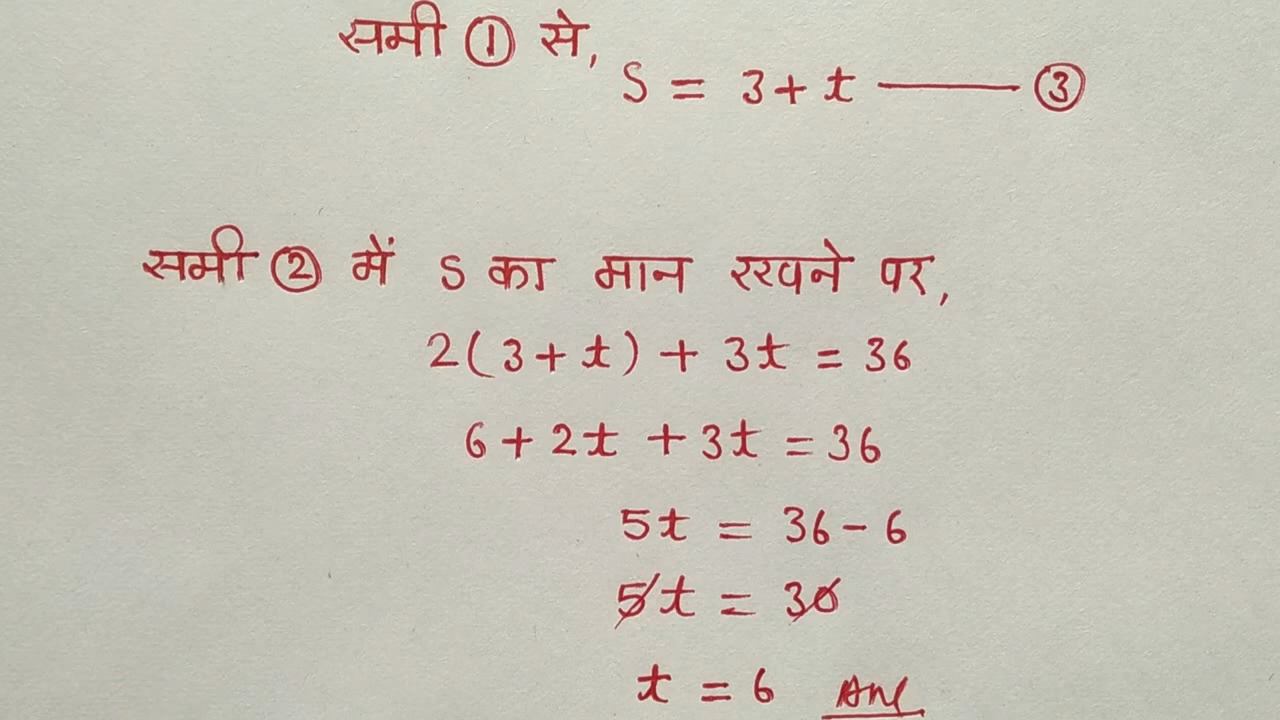 समी ① से,
S = 3 + t —— ③
समी ② में S का मान रखने पर,
2(3 + t) + 3t = 36
6 + 2t + 3t = 36
5t = 36 - 6
5t = 30
t = 6 Ans